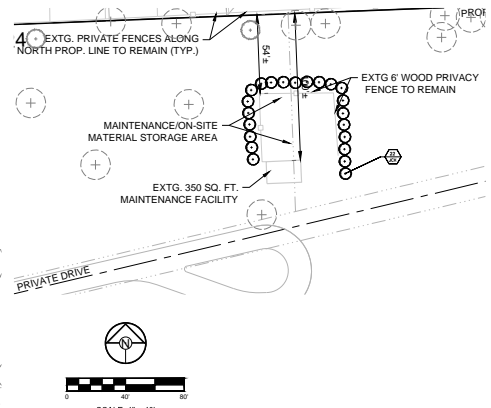 4
EXTG. PRIVATE FENCES ALONG
NORTH PROP. LINE TO REMAIN (TYP.)
54'±
EXTG 6' WOOD PRIVACY
FENCE TO REMAIN
MAINTENANCE/ON-SITE
MATERIAL STORAGE AREA
EXTG. 350 SQ. FT.
MAINTENANCE FACILITY
PRIVATE DRIVE
N
0 40' 80'